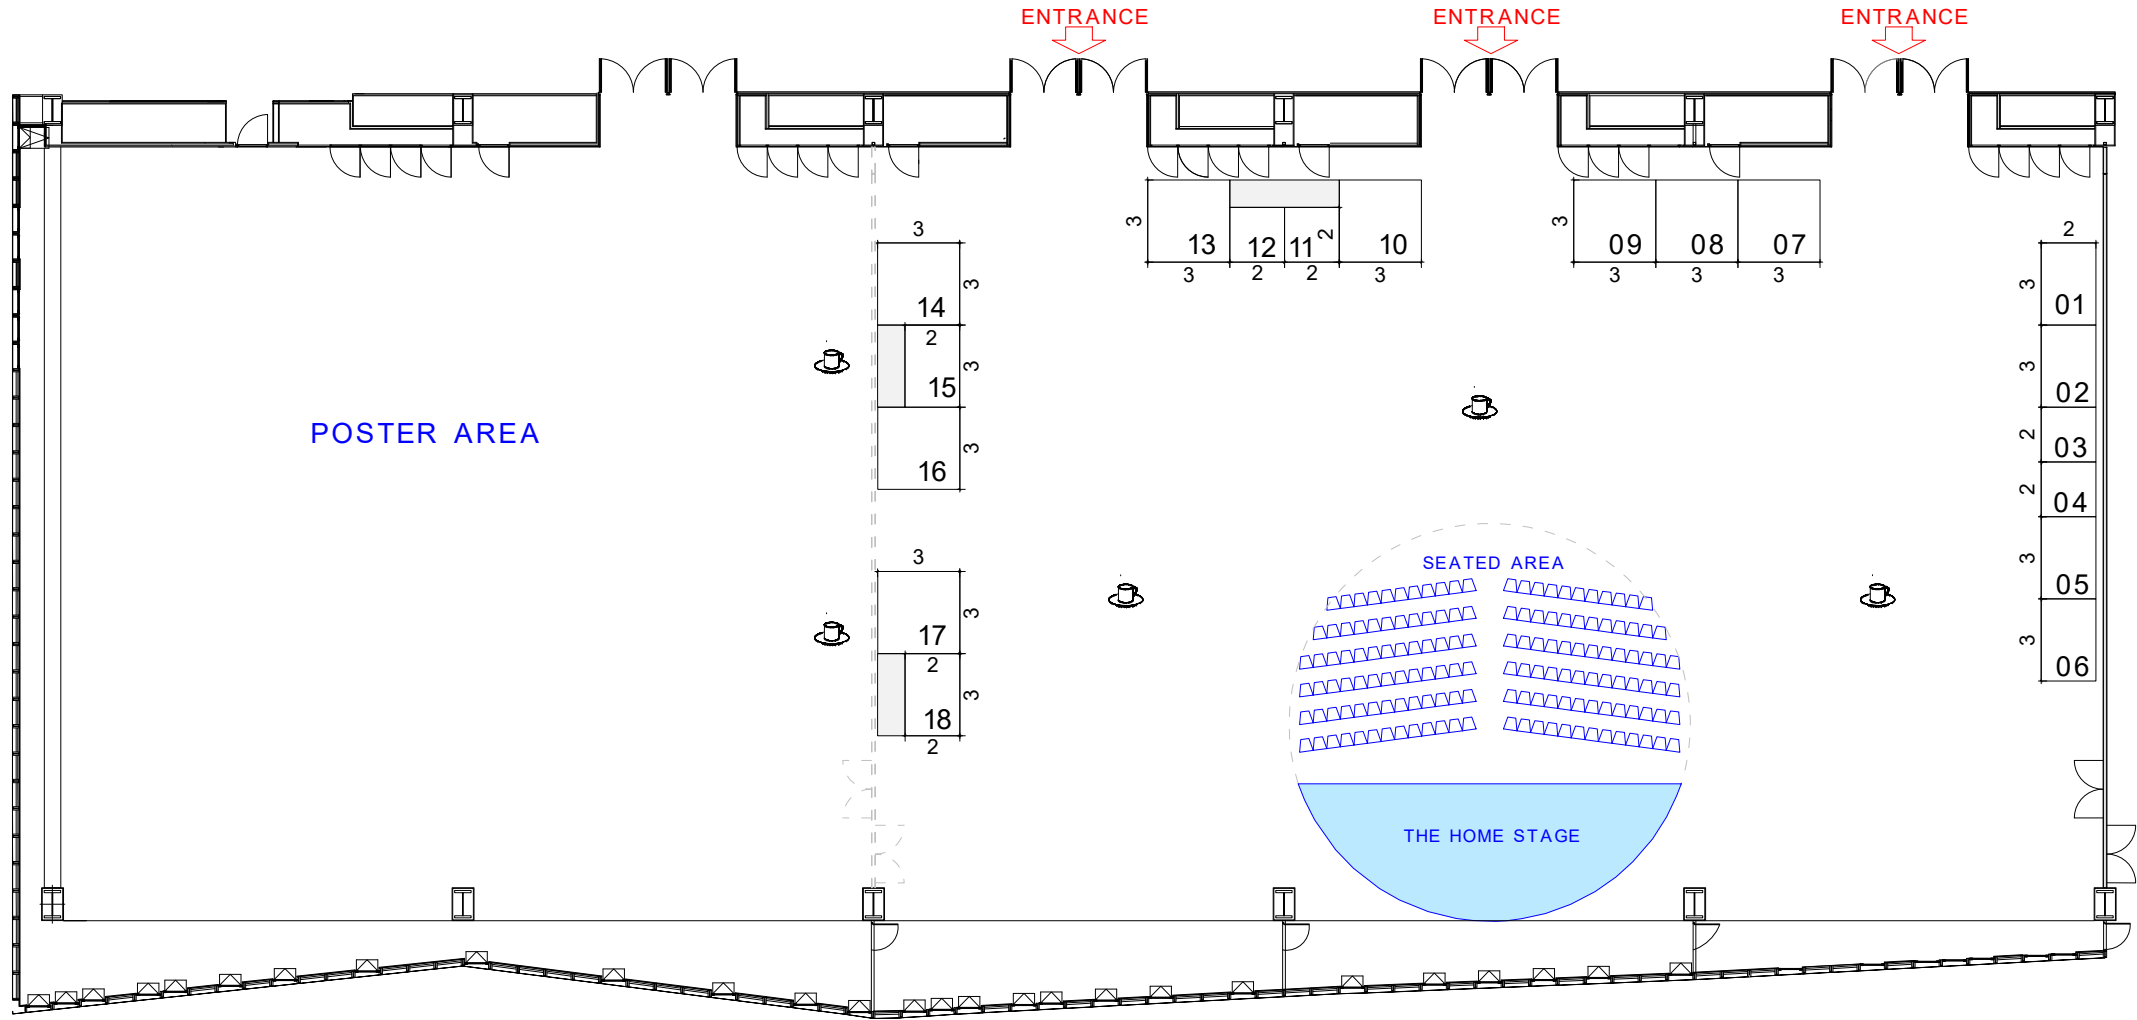 ENTRANCE ENTRANCE ENTRANCE
3 13 12 11 2 10 3 09 08 07
3 2 2 3 3 3 3
3 14 3
2 15 3
16 3
3 17 3
2 18 3
2
2
3 01
3 02
2 03
2 04
3 05
3 06
POSTER AREA
SEATED AREA
THE HOME STAGE